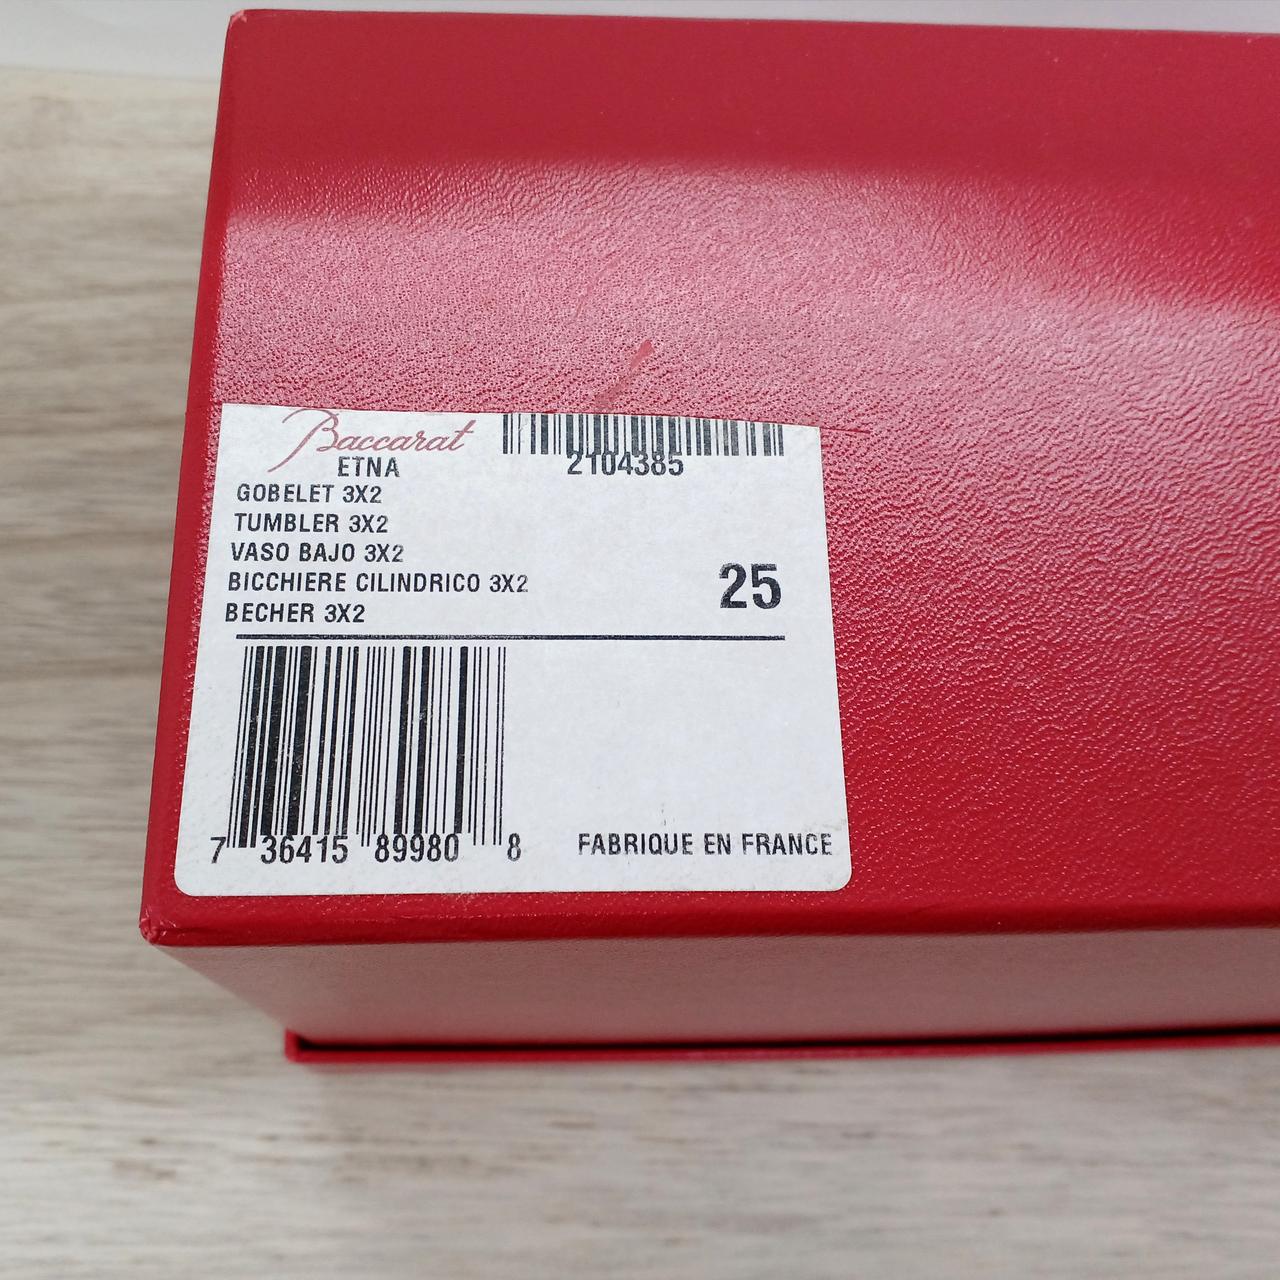 Baccarat
ETNA
2104385
GOBELET 3X2
TUMBLER 3X2
VASO BAJO 3X2
BICCHIERE CILINDRICO 3X2
BECHER 3X2
25
7 36415 89980 8
FABRIQUE EN FRANCE